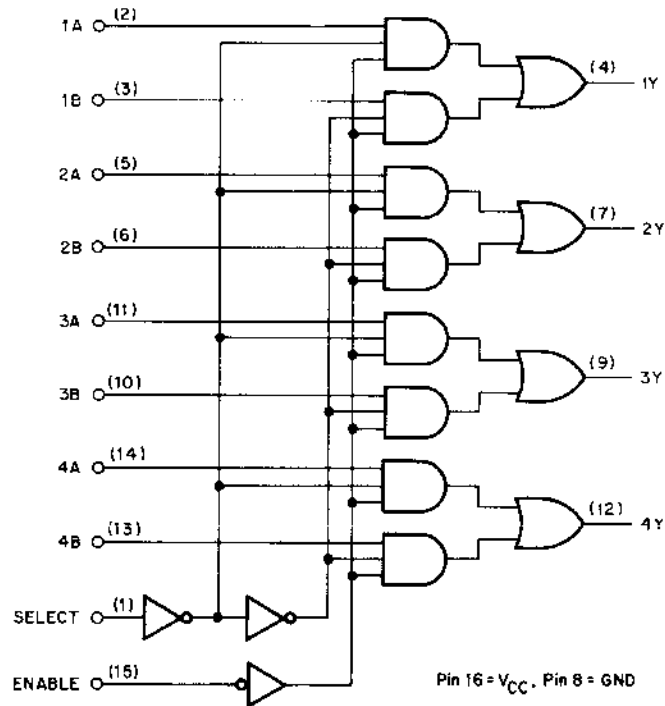 1A (2)
(4) 1Y
1B (3)
2A (5)
(7) 2Y
2B (6)
3A (11)
(9) 3Y
3B (10)
4A (14)
(12) 4Y
4B (13)
SELECT (1)
ENABLE (15)
Pin 16 = VCC, Pin 8 = GND